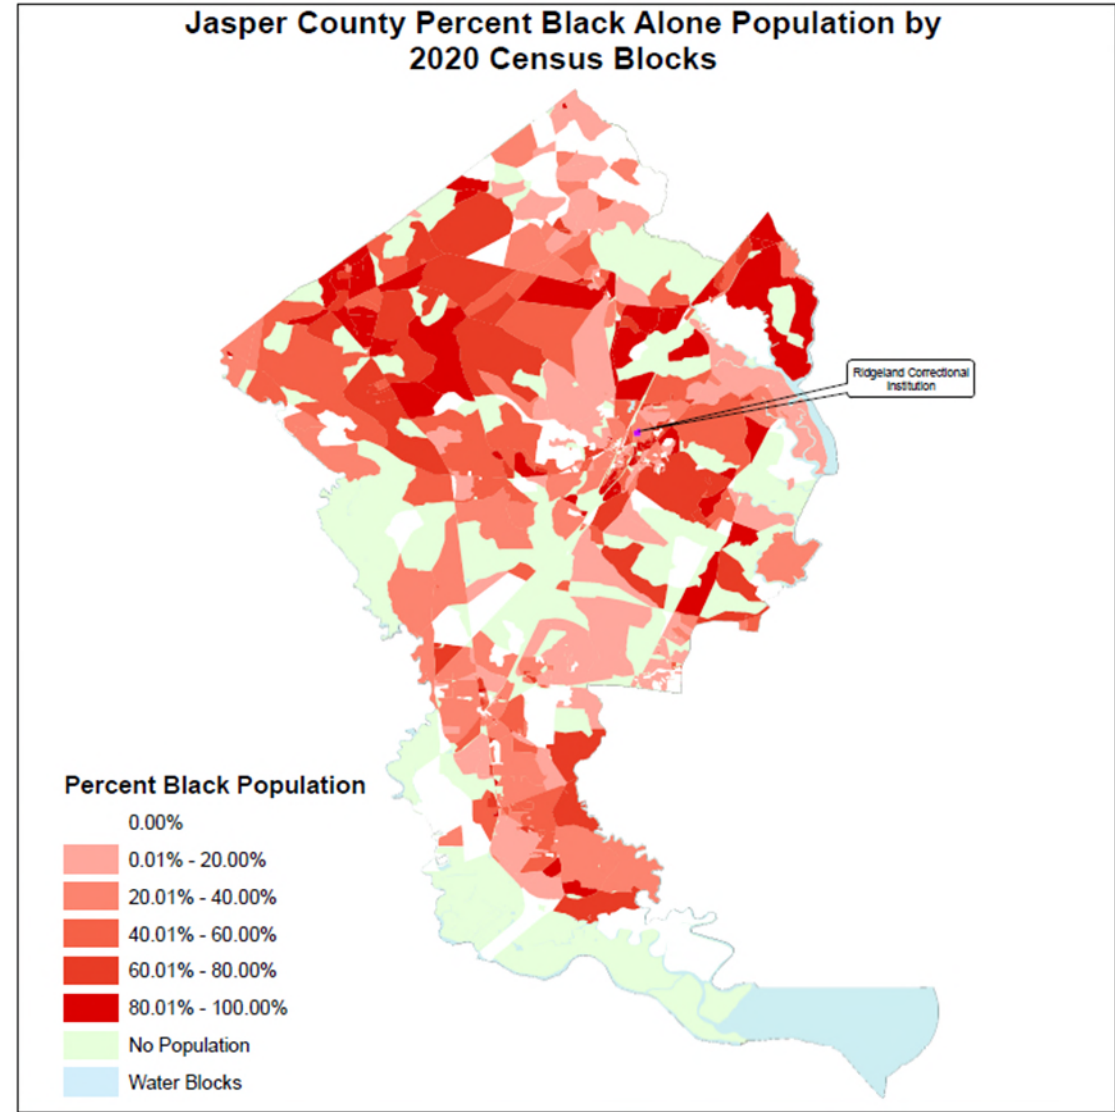 Jasper County Percent Black Alone Population by
2020 Census Blocks
Ridgeland Correctional
Institution
Percent Black Population
0.00%
0.01% - 20.00%
20.01% - 40.00%
40.01% - 60.00%
60.01% - 80.00%
80.01% - 100.00%
No Population
Water Blocks